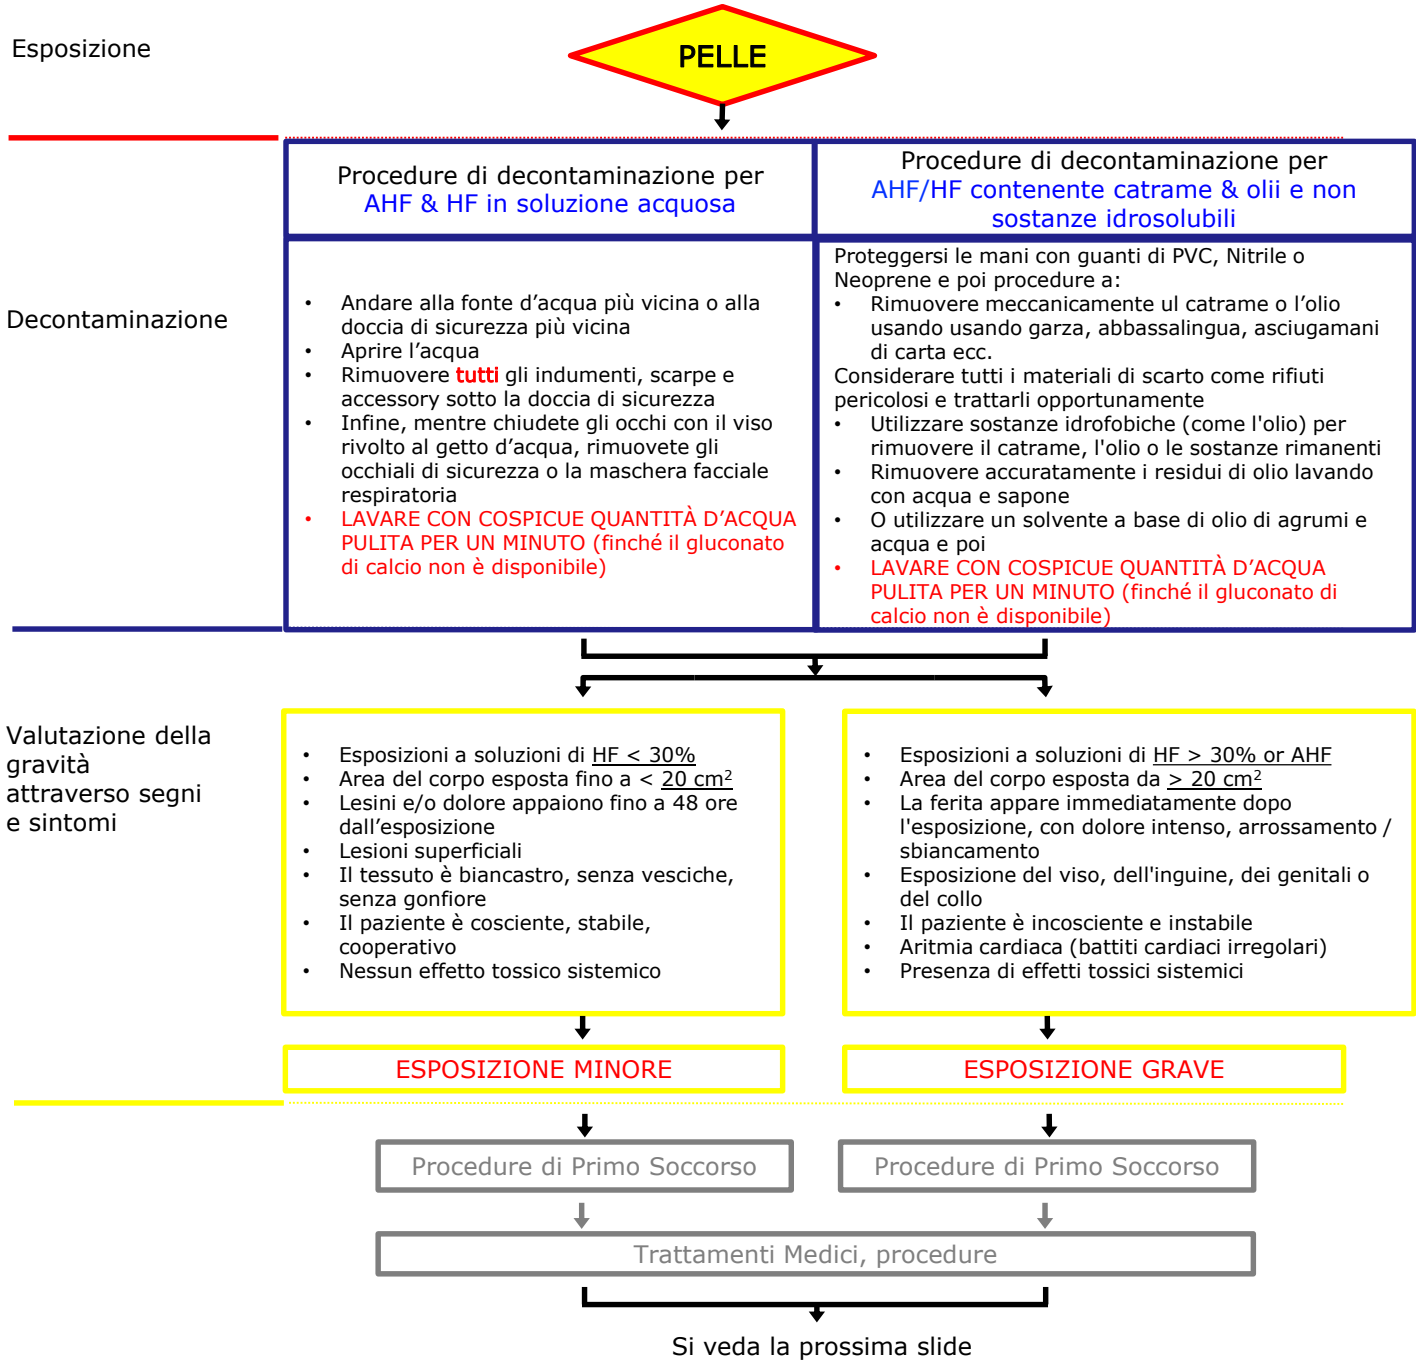 Esposizione
PELLE
Procedure di decontaminazione per
AHF & HF in soluzione acquosa
Procedure di decontaminazione per
AHF/HF contenente catrame & olii e non
sostanze idrosolubili
Decontaminazione
• Andare alla fonte d’acqua più vicina o alla
doccia di sicurezza più vicina
• Aprire l’acqua
• Rimuovere tutti gli indumenti, scarpe e
accessory sotto la doccia di sicurezza
• Infine, mentre chiudete gli occhi con il viso
rivolto al getto d’acqua, rimuovete gli
occhiali di sicurezza o la maschera facciale
respiratoria
• LAVARE CON COSPICUE QUANTITÀ D’ACQUA
PULITA PER UN MINUTO (finché il gluconato
di calcio non è disponibile)
Proteggersi le mani con guanti di PVC, Nitrile o
Neoprene e poi procedure a:
• Rimuovere meccanicamente ul catrame o l’olio
usando usando garza, abbassalingua, asciugamani
di carta ecc.
Considerare tutti i materiali di scarto come rifiuti
pericolosi e trattarli opportunamente
• Utilizzare sostanze idrofobiche (come l'olio) per
rimuovere il catrame, l'olio o le sostanze rimanenti
• Rimuovere accuratamente i residui di olio lavando
con acqua e sapone
• O utilizzare un solvente a base di olio di agrumi e
acqua e poi
• LAVARE CON COSPICUE QUANTITÀ D’ACQUA
PULITA PER UN MINUTO (finché il gluconato di
calcio non è disponibile)
Valutazione della
gravità
attraverso segni
e sintomi
• Esposizioni a soluzioni di HF < 30%
• Area del corpo esposta fino a < 20 cm²
• Lesini e/o dolore appaiono fino a 48 ore
dall’esposizione
• Lesioni superficiali
• Il tessuto è biancastro, senza vesciche,
senza gonfiore
• Il paziente è cosciente, stabile,
cooperativo
• Nessun effetto tossico sistemico
• Esposizioni a soluzioni di HF > 30% or AHF
• Area del corpo esposta da > 20 cm²
• La ferita appare immediatamente dopo
l'esposizione, con dolore intenso, arrossamento /
sbiancamento
• Esposizione del viso, dell'inguine, dei genitali o
del collo
• Il paziente è incosciente e instabile
• Aritmia cardiaca (battiti cardiaci irregolari)
• Presenza di effetti tossici sistemici
ESPOSIZIONE MINORE
ESPOSIZIONE GRAVE
Procedure di Primo Soccorso
Procedure di Primo Soccorso
Trattamenti Medici, procedure
Si veda la prossima slide